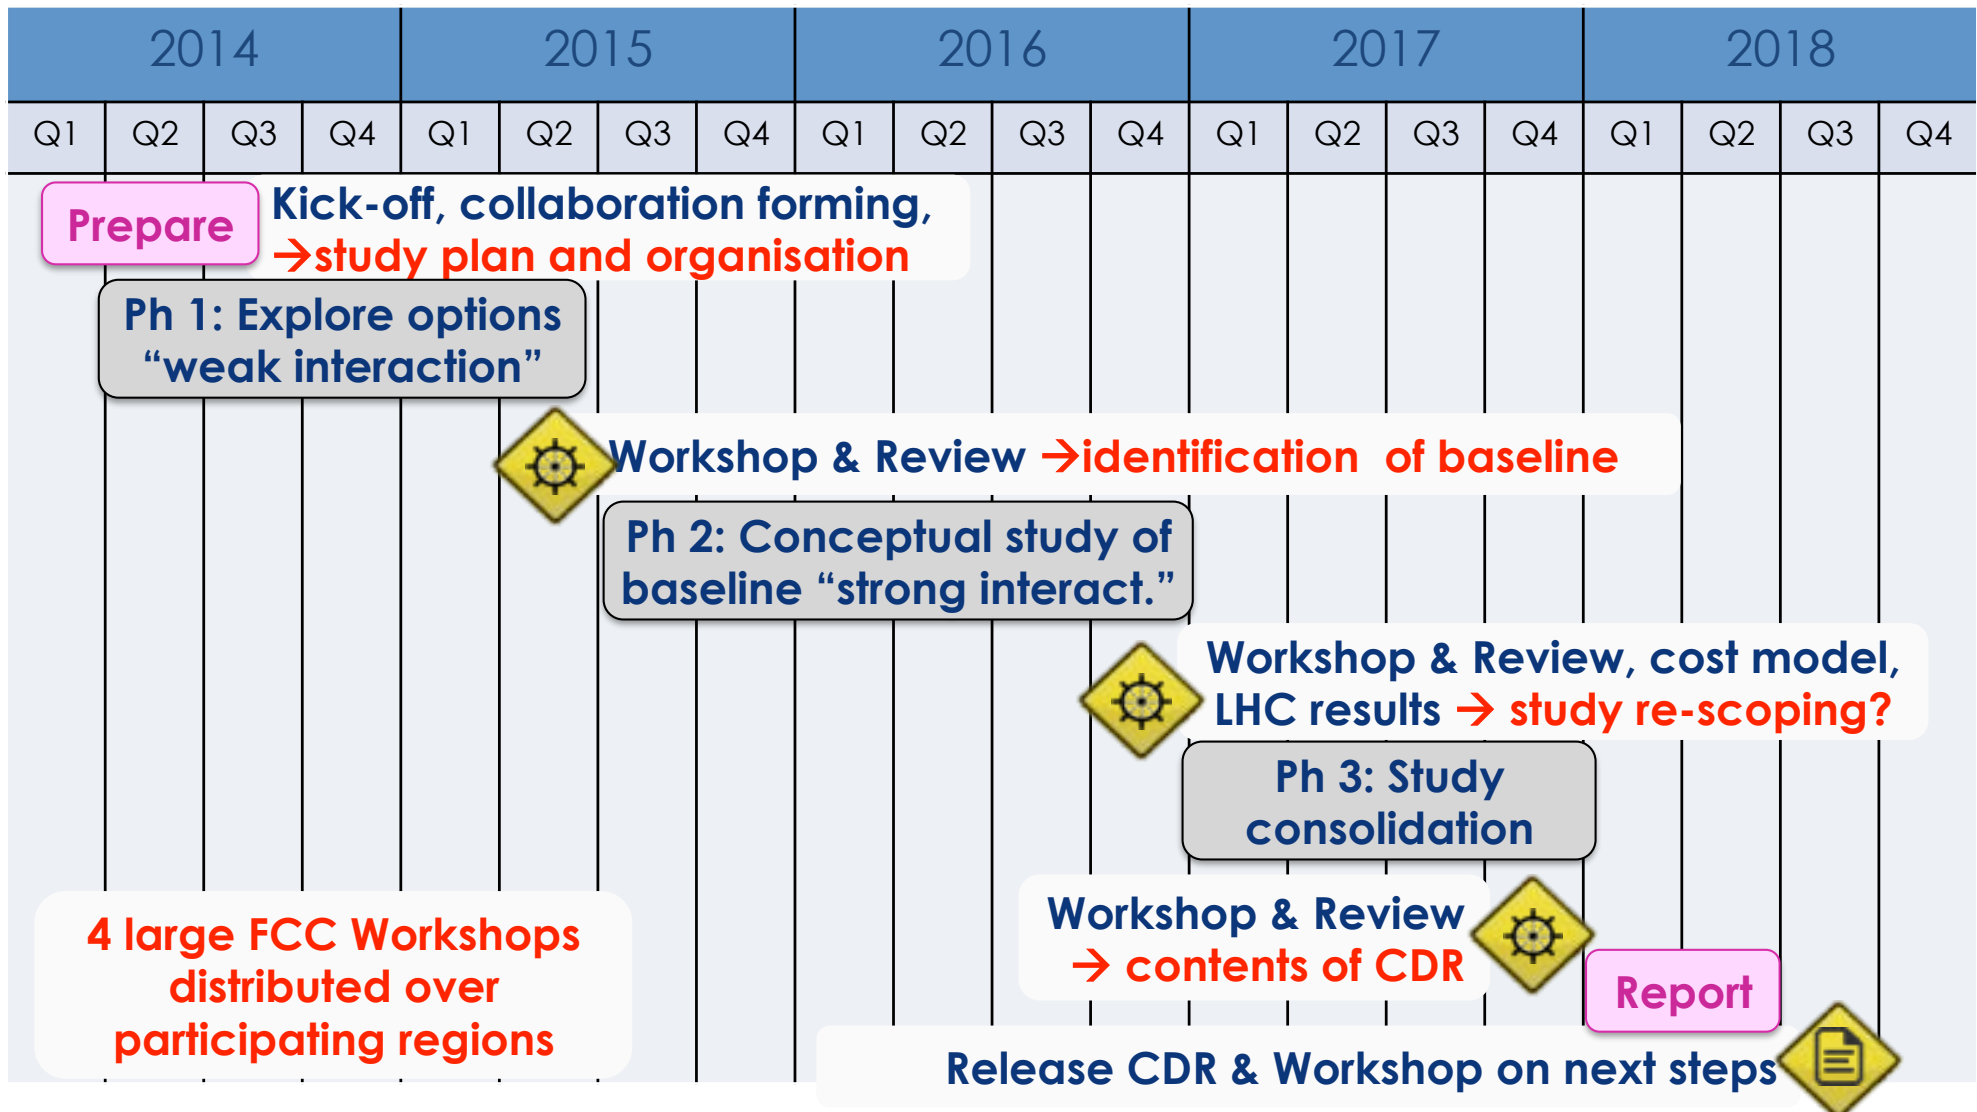 2014 2015 2016 2017 2018
Q1 Q2 Q3 Q4 Q1 Q2 Q3 Q4 Q1 Q2 Q3 Q4 Q1 Q2 Q3 Q4 Q1 Q2 Q3 Q4
Prepare
Kick-off, collaboration forming,
→study plan and organisation
Ph 1: Explore options
“weak interaction”
Workshop & Review →identification of baseline
Ph 2: Conceptual study of
baseline “strong interact.”
Workshop & Review, cost model,
LHC results → study re-scoping?
Ph 3: Study
consolidation
Workshop & Review
→ contents of CDR
4 large FCC Workshops
distributed over
participating regions
Report
Release CDR & Workshop on next steps